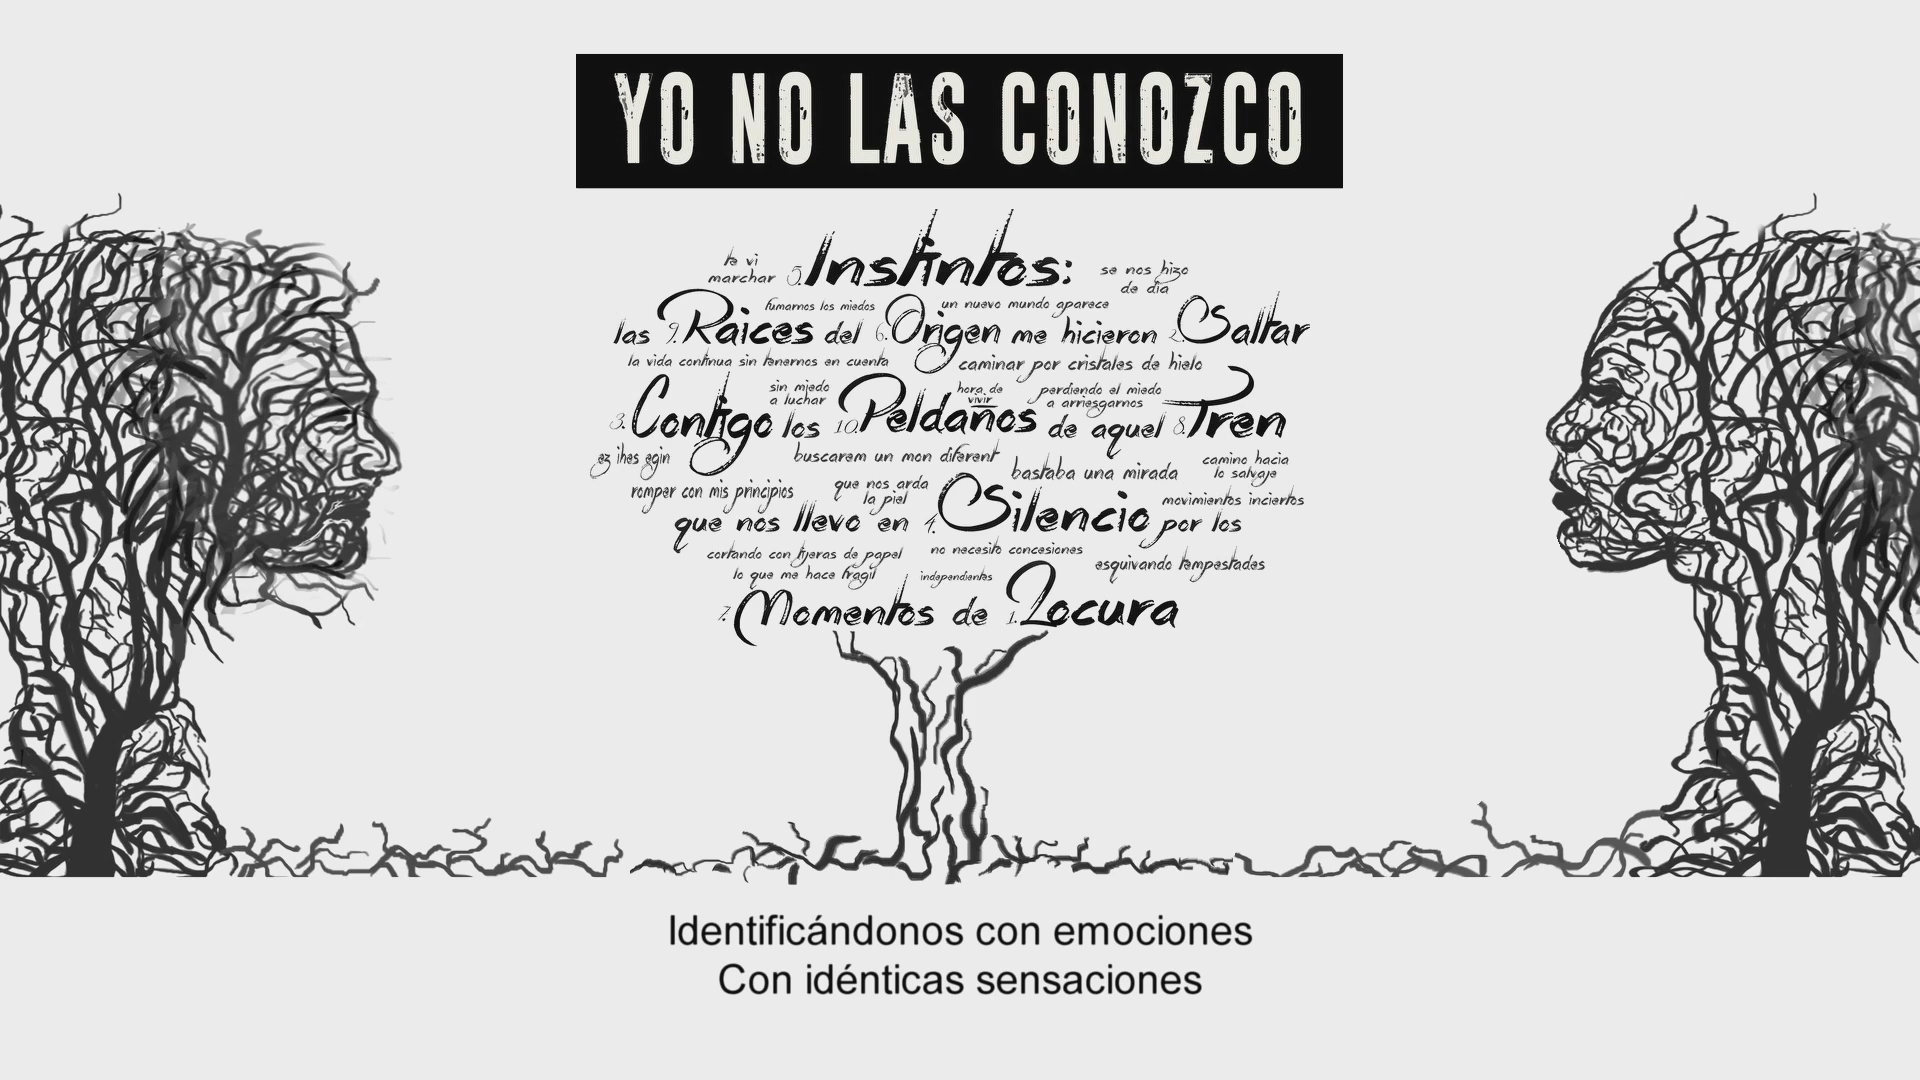 YO NO LAS CONOZCO
te vi
marchar
5. Instintos:
se nos hizo
de día
fumamos los miedos
un nuevo mundo aparece
las 9. Raices del 6. Origen me hicieron 2. Saltar
la vida continua sin tenernos en cuenta
caminar por cristales de hielo
sin miedo
a luchar
hora de
vivir
perdiendo el miedo
a arriesgarnos
3. Contigo los 10. Peldaños de aquel 8. Tren
ez ihes egin
buscarem un mon diferent
bastaba una mirada
camino hacia
lo salvaje
romper con mis principios
que nos arda
la piel
movimientos inciertos
que nos llevo en 4. Silencio por los
cortando con tijeras de papel
no necesito concesiones
esquivando tempestades
lo que me hace fragil
independientes
7. Momentos de 1. Locura
Identificándonos con emociones
Con idénticas sensaciones